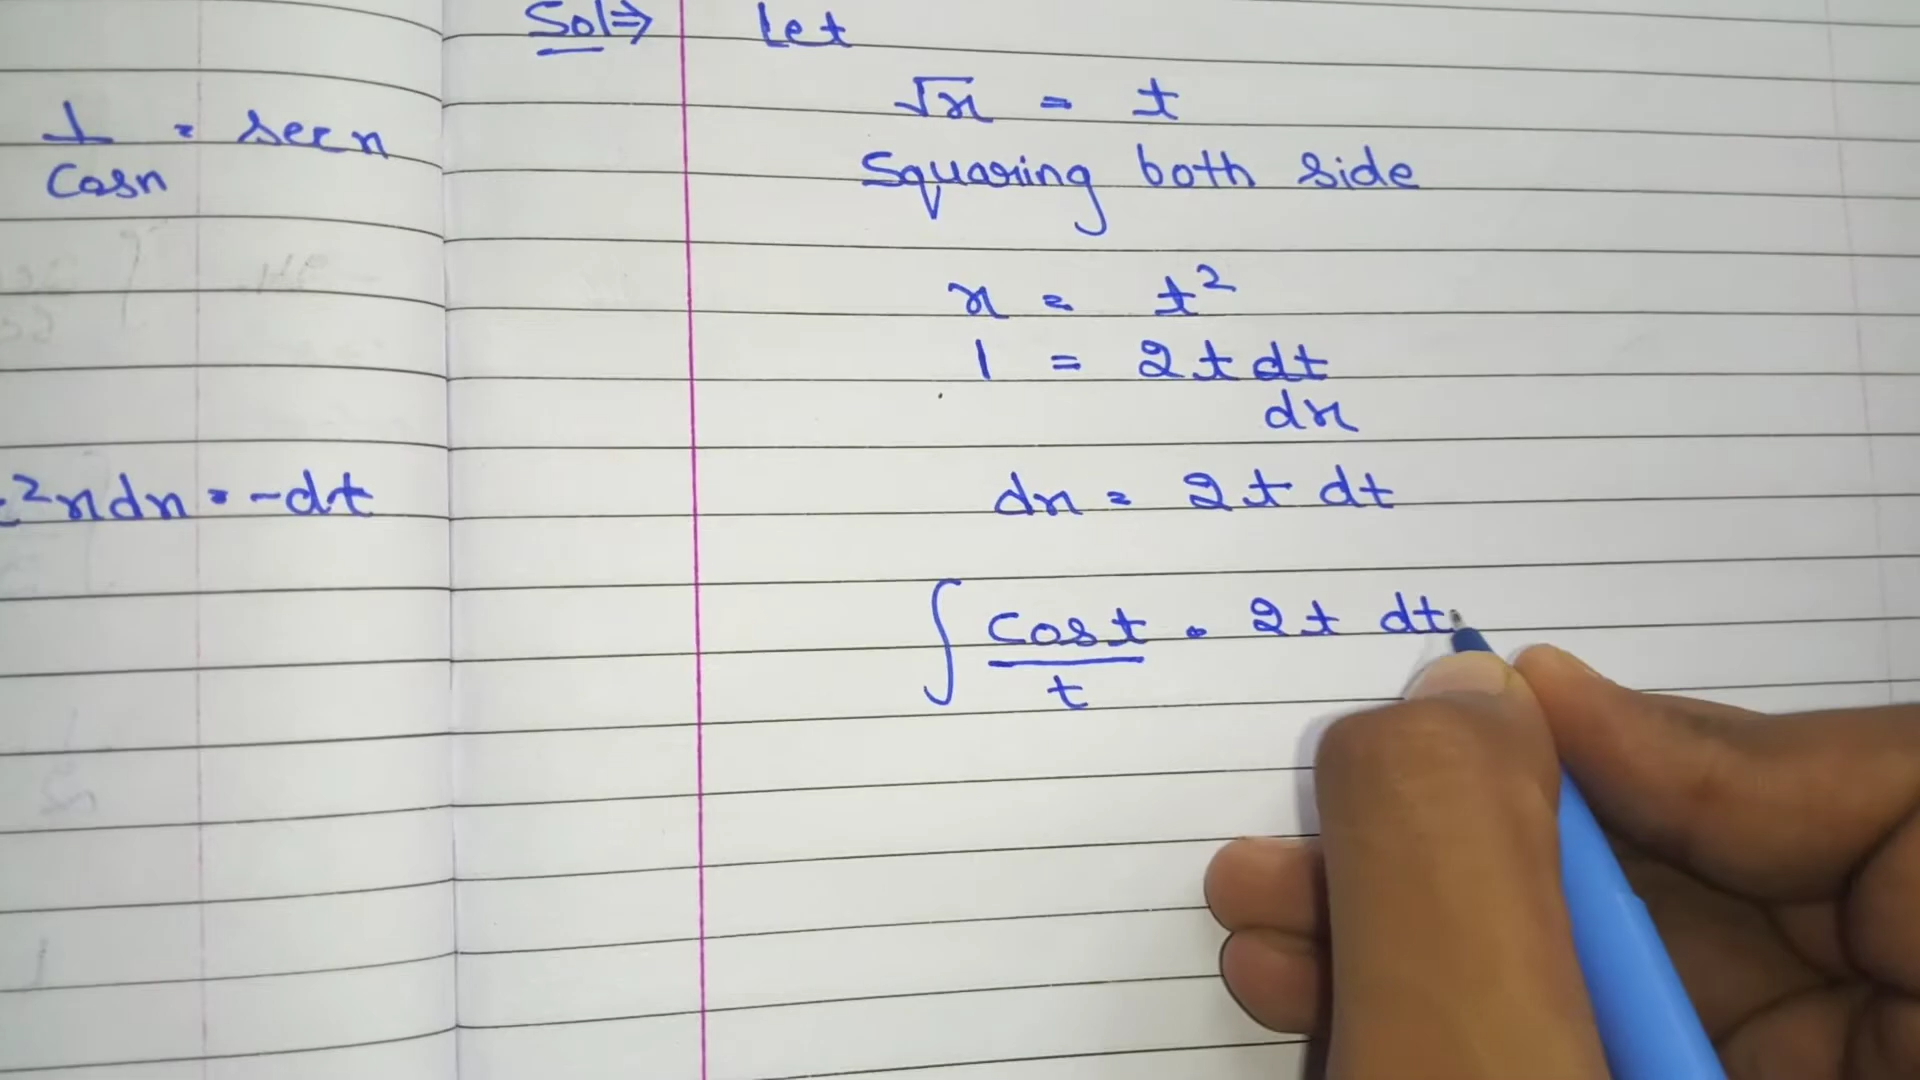 1/cosx = secx
²xdx = -dt
Sol⇒ Let
√x = t
Squaring both side
x = t²
1 = 2t dt/dx
dx = 2t dt
∫ cos t/t · 2t dt